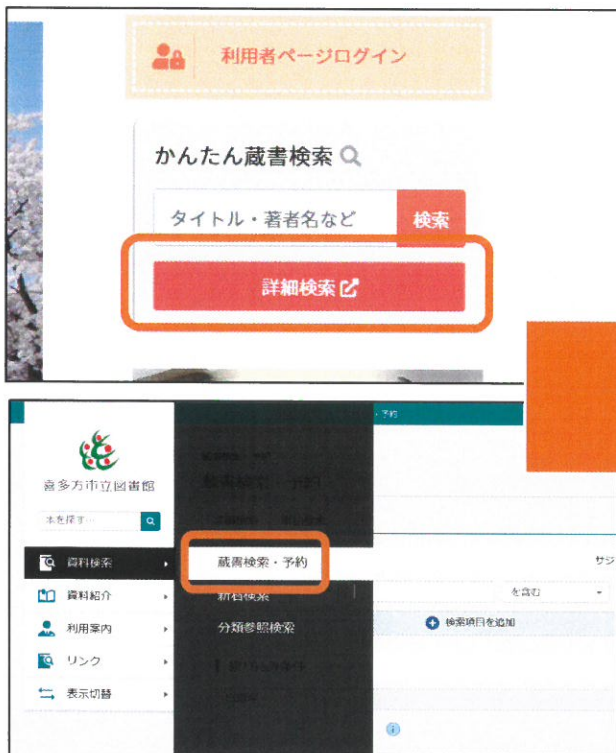 利用者ページログイン
かんたん蔵書検索
タイトル・著者名など
検索
詳細検索
・予約
喜多方市立図書館
本を探す…
資料検索
資料紹介
利用案内
リンク
表示切替
蔵書検索・予約
新着検索
分類参照検索
サジ
を含む
検索項目を追加